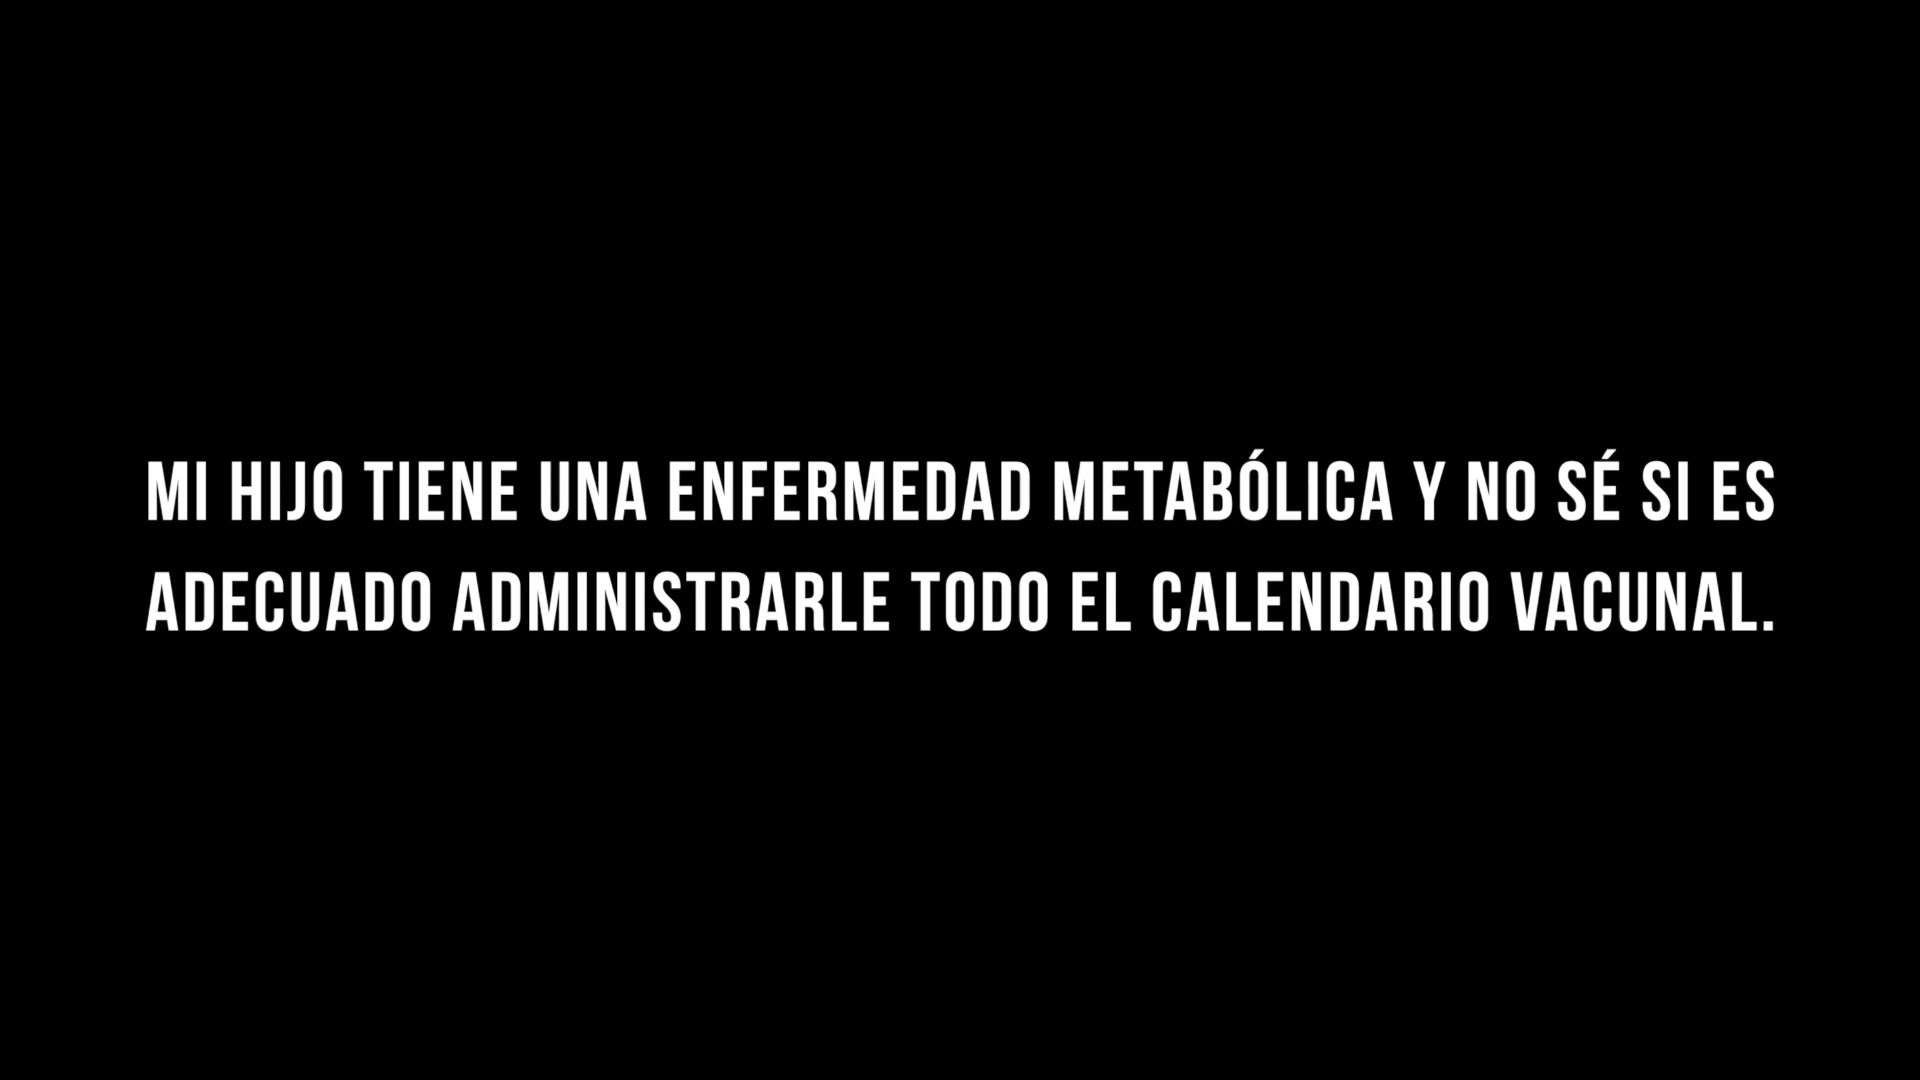 MI HIJO TIENE UNA ENFERMEDAD METABÓLICA Y NO SÉ SI ES
ADECUADO ADMINISTRARLE TODO EL CALENDARIO VACUNAL.